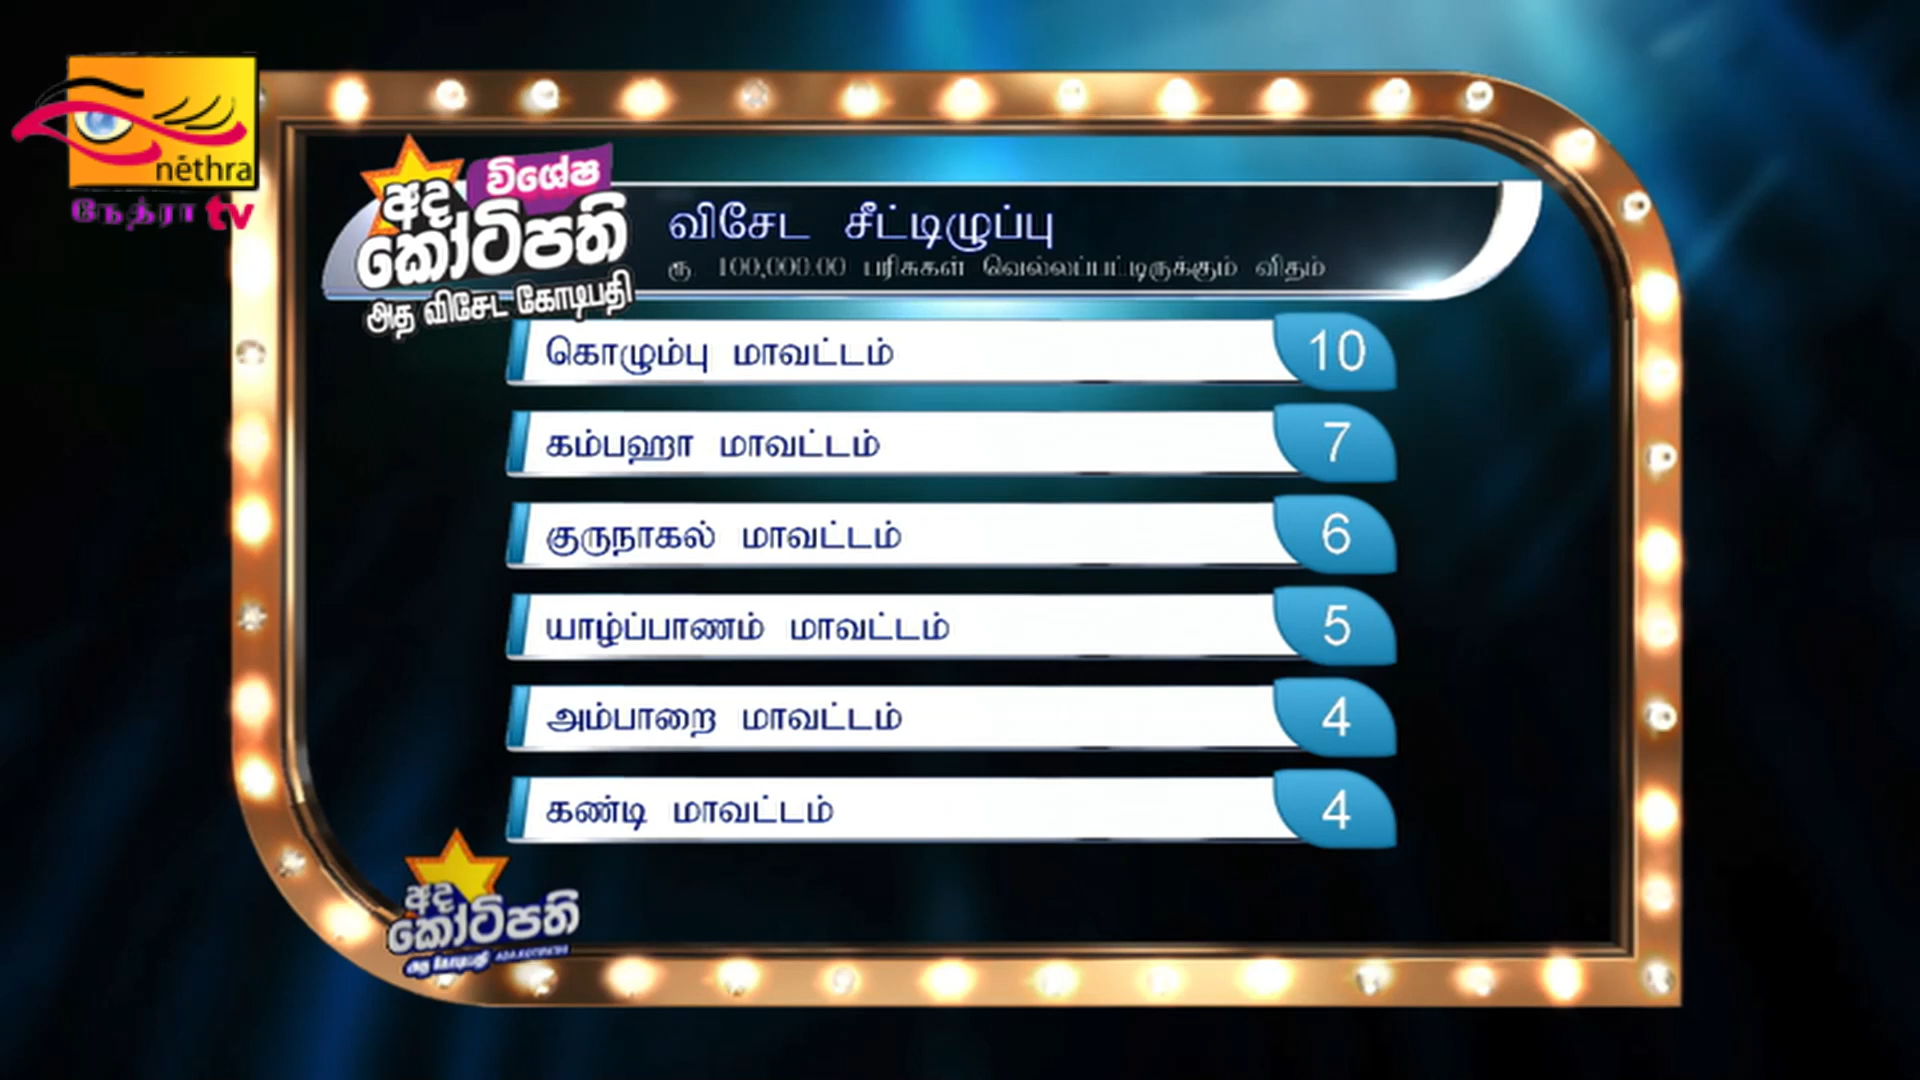 nēthra
நேத்ரா tv
අද විශේෂ
කෝටිපති
அத விசேட கோடிபதி
விசேட சீட்டிழுப்பு
ரூ 100,000.00 பரிசுகள் வெல்லப்பட்டிருக்கும் விதம்
கொழும்பு மாவட்டம் 10
கம்பஹா மாவட்டம் 7
குருநாகல் மாவட்டம் 6
யாழ்ப்பாணம் மாவட்டம் 5
அம்பாறை மாவட்டம் 4
கண்டி மாவட்டம் 4
අද
කෝටිපති
அத கோடிபதி